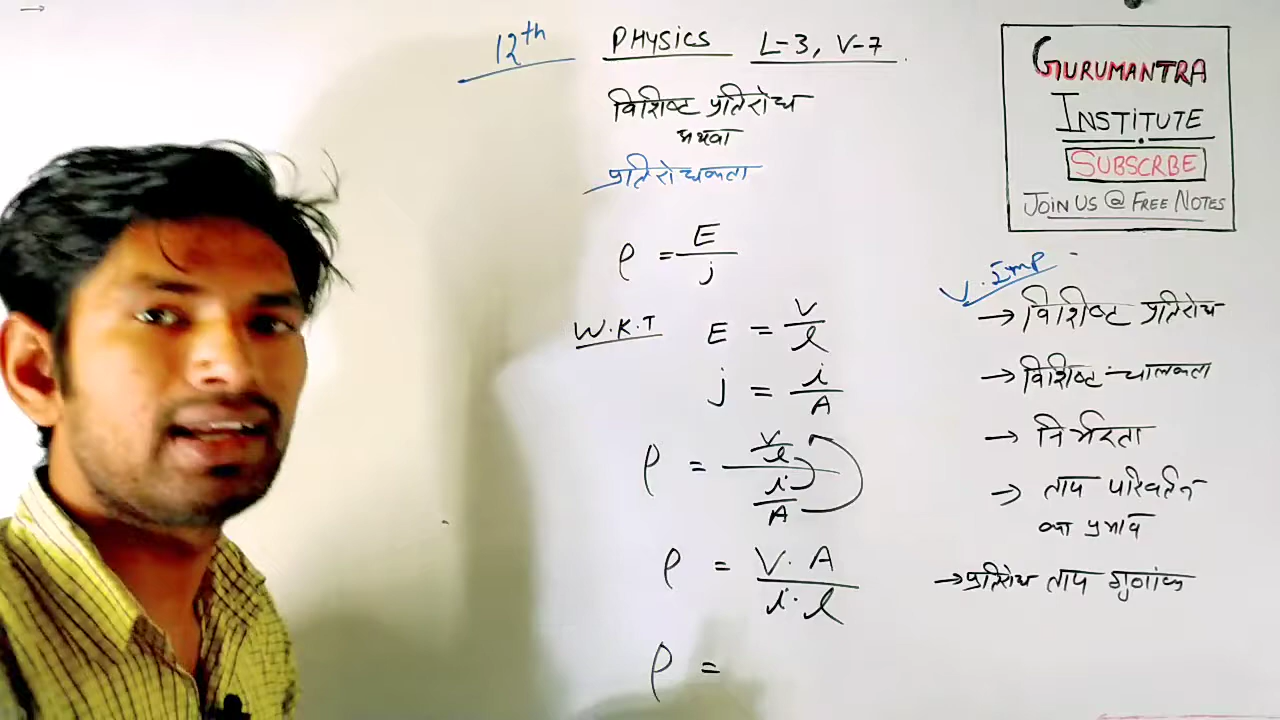 12th PHYSICS L-3, V-7
विशिष्ट प्रतिरोध
अथवा
प्रतिरोधकता
ρ = E/j
W.K.T E = V/l
j = i/A
ρ = (V/l)/(i/A)
ρ = V.A/i.l
ρ =
GURUMANTRA
INSTITUTE
SUBSCRBE
JOIN US @ FREE NOTES
V. Imp
→ विशिष्ट प्रतिरोध
→ विशिष्ट चालकता
→ निर्भरता
→ ताप परिवर्तन
का प्रभाव
→ प्रतिरोध ताप गुणांक